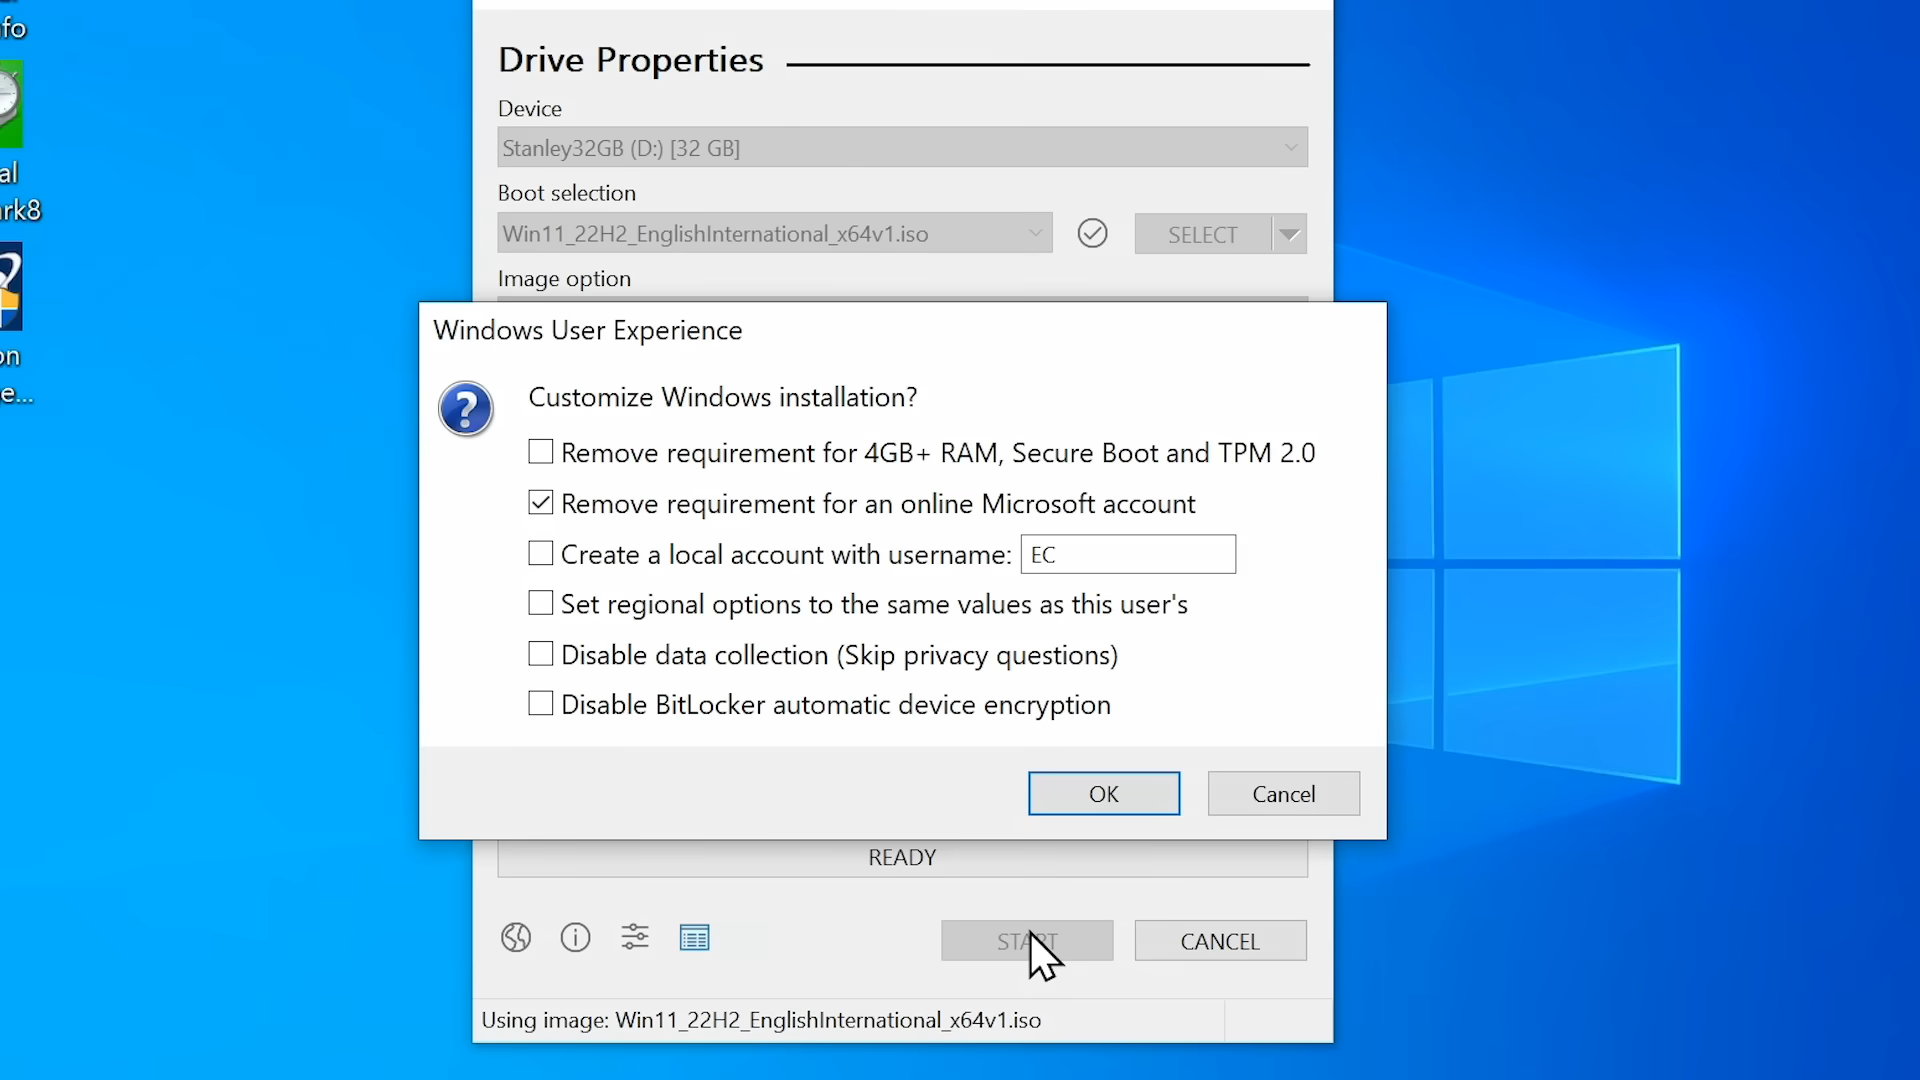 fo
al
rk8
on
e...
Drive Properties
Device
Stanley32GB (D:) [32 GB]
Boot selection
Win11_22H2_EnglishInternational_x64v1.iso
SELECT
Image option
Windows User Experience
Customize Windows installation?
Remove requirement for 4GB+ RAM, Secure Boot and TPM 2.0
Remove requirement for an online Microsoft account
Create a local account with username: EC
Set regional options to the same values as this user's
Disable data collection (Skip privacy questions)
Disable BitLocker automatic device encryption
OK
Cancel
READY
START
CANCEL
Using image: Win11_22H2_EnglishInternational_x64v1.iso